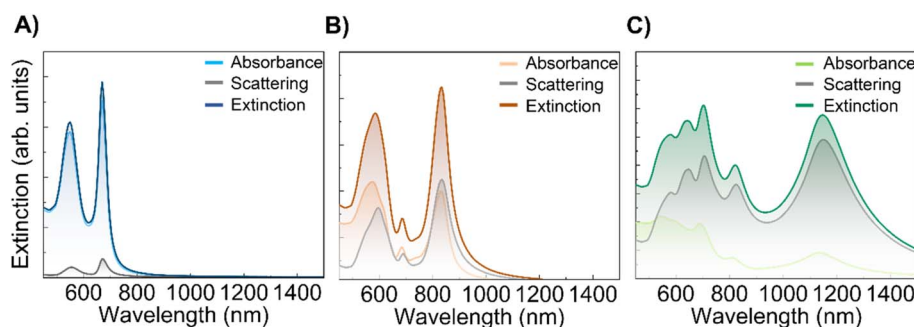 A)
Absorbance
Scattering
Extinction
Extinction (arb. units)
600 800 1000 1200 1400
Wavelength (nm)
B)
Absorbance
Scattering
Extinction
600 800 1000 1200 1400
Wavelength (nm)
C)
Absorbance
Scattering
Extinction
600 800 1000 1200 1400
Wavelength (nm)